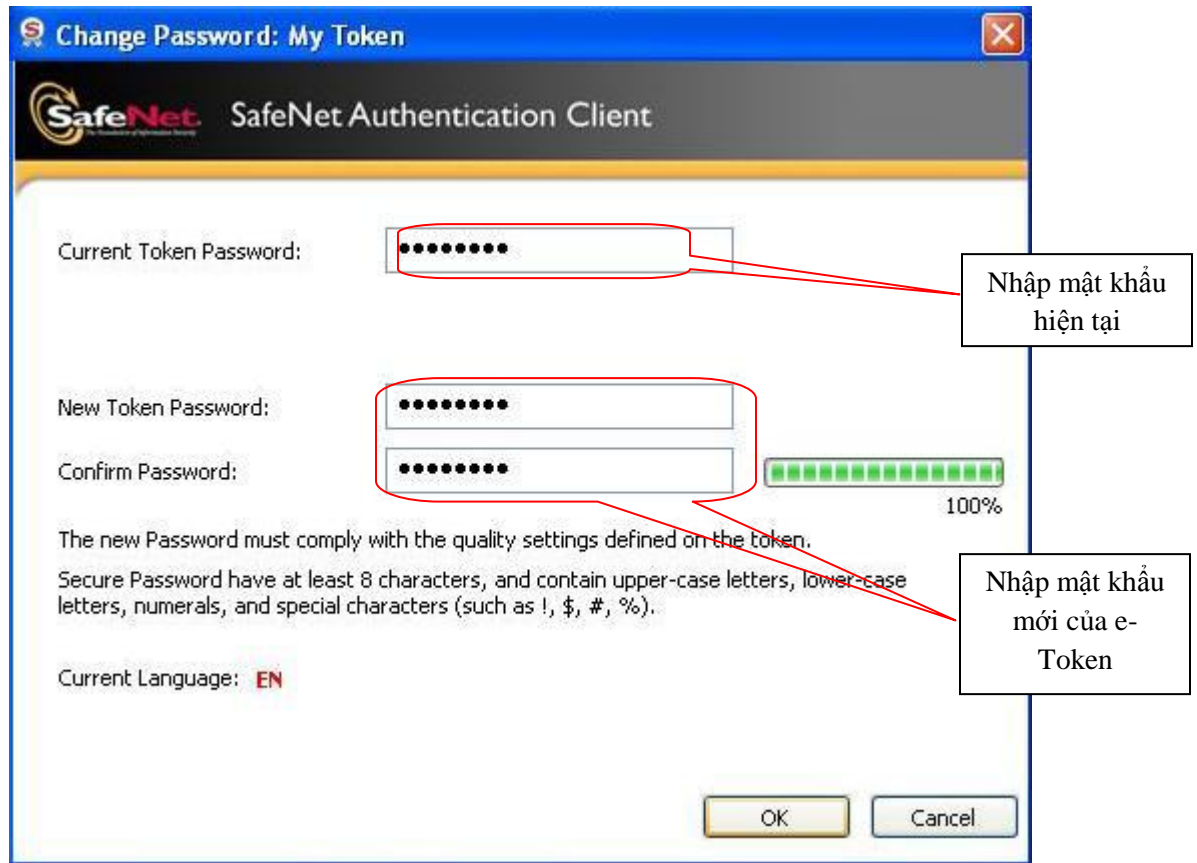 Change Password: My Token
SafeNet.
SafeNet Authentication Client
Current Token Password:
●●●●●●●●
Nhập mật khẩu
hiện tại
New Token Password:
●●●●●●●●
Confirm Password:
●●●●●●●●
100%
The new Password must comply with the quality settings defined on the token.
Secure Password have at least 8 characters, and contain upper-case letters, lower-case
letters, numerals, and special characters (such as !, $, #, %).
Nhập mật khẩu
mới của e-
Token
Current Language: EN
OK
Cancel